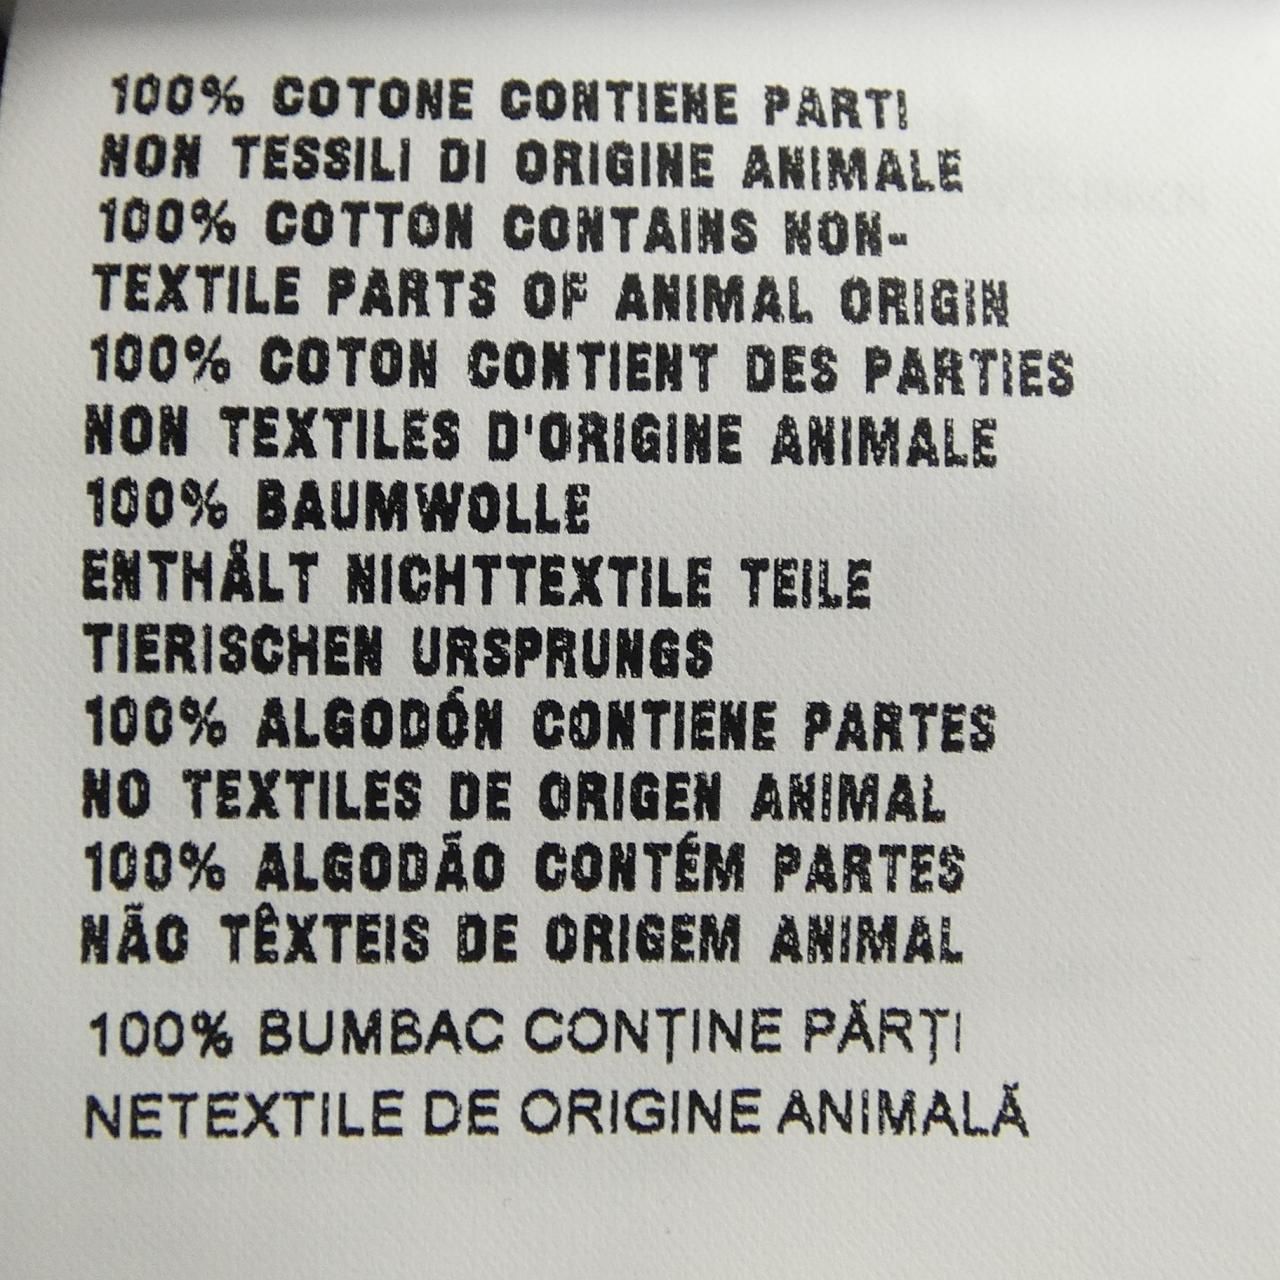 100% COTONE CONTIENE PARTI
NON TESSILI DI ORIGINE ANIMALE
100% COTTON CONTAINS NON-
TEXTILE PARTS OF ANIMAL ORIGIN
100% COTON CONTIENT DES PARTIES
NON TEXTILES D'ORIGINE ANIMALE
100% BAUMWOLLE
ENTHÄLT NICHTTEXTILE TEILE
TIERISCHEN URSPRUNGS
100% ALGODÓN CONTIENE PARTES
NO TEXTILES DE ORIGEN ANIMAL
100% ALGODÃO CONTÉM PARTES
NÃO TÊXTEIS DE ORIGEM ANIMAL
100% BUMBAC CONȚINE PĂRȚI
NETEXTILE DE ORIGINE ANIMALĂ